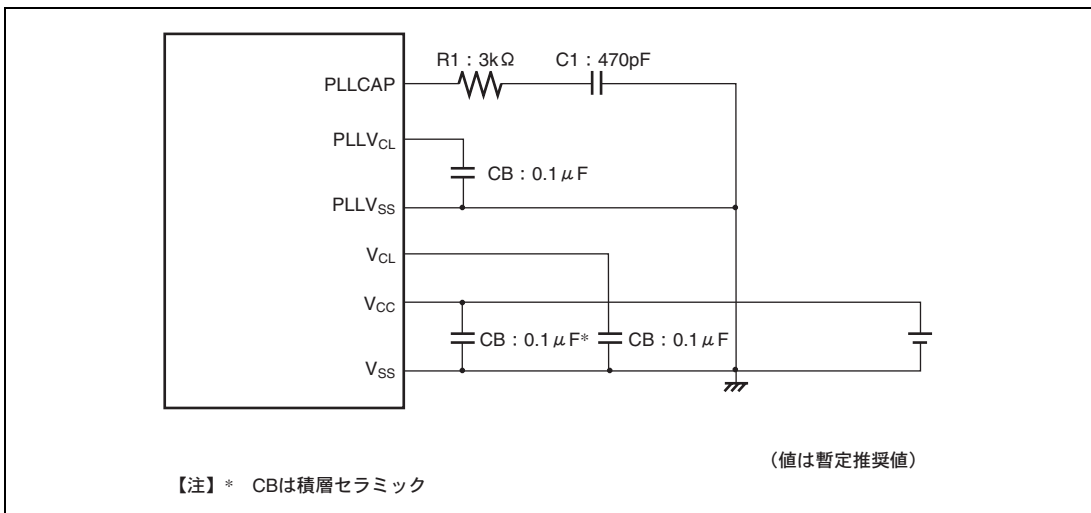 R1：3kΩ C1：470pF
PLLCAP
PLLVCL
CB：0.1μF
PLLVSS
VCL
VCC
CB：0.1μF* CB：0.1μF
VSS
（値は暫定推奨値）
【注】* CBは積層セラミック